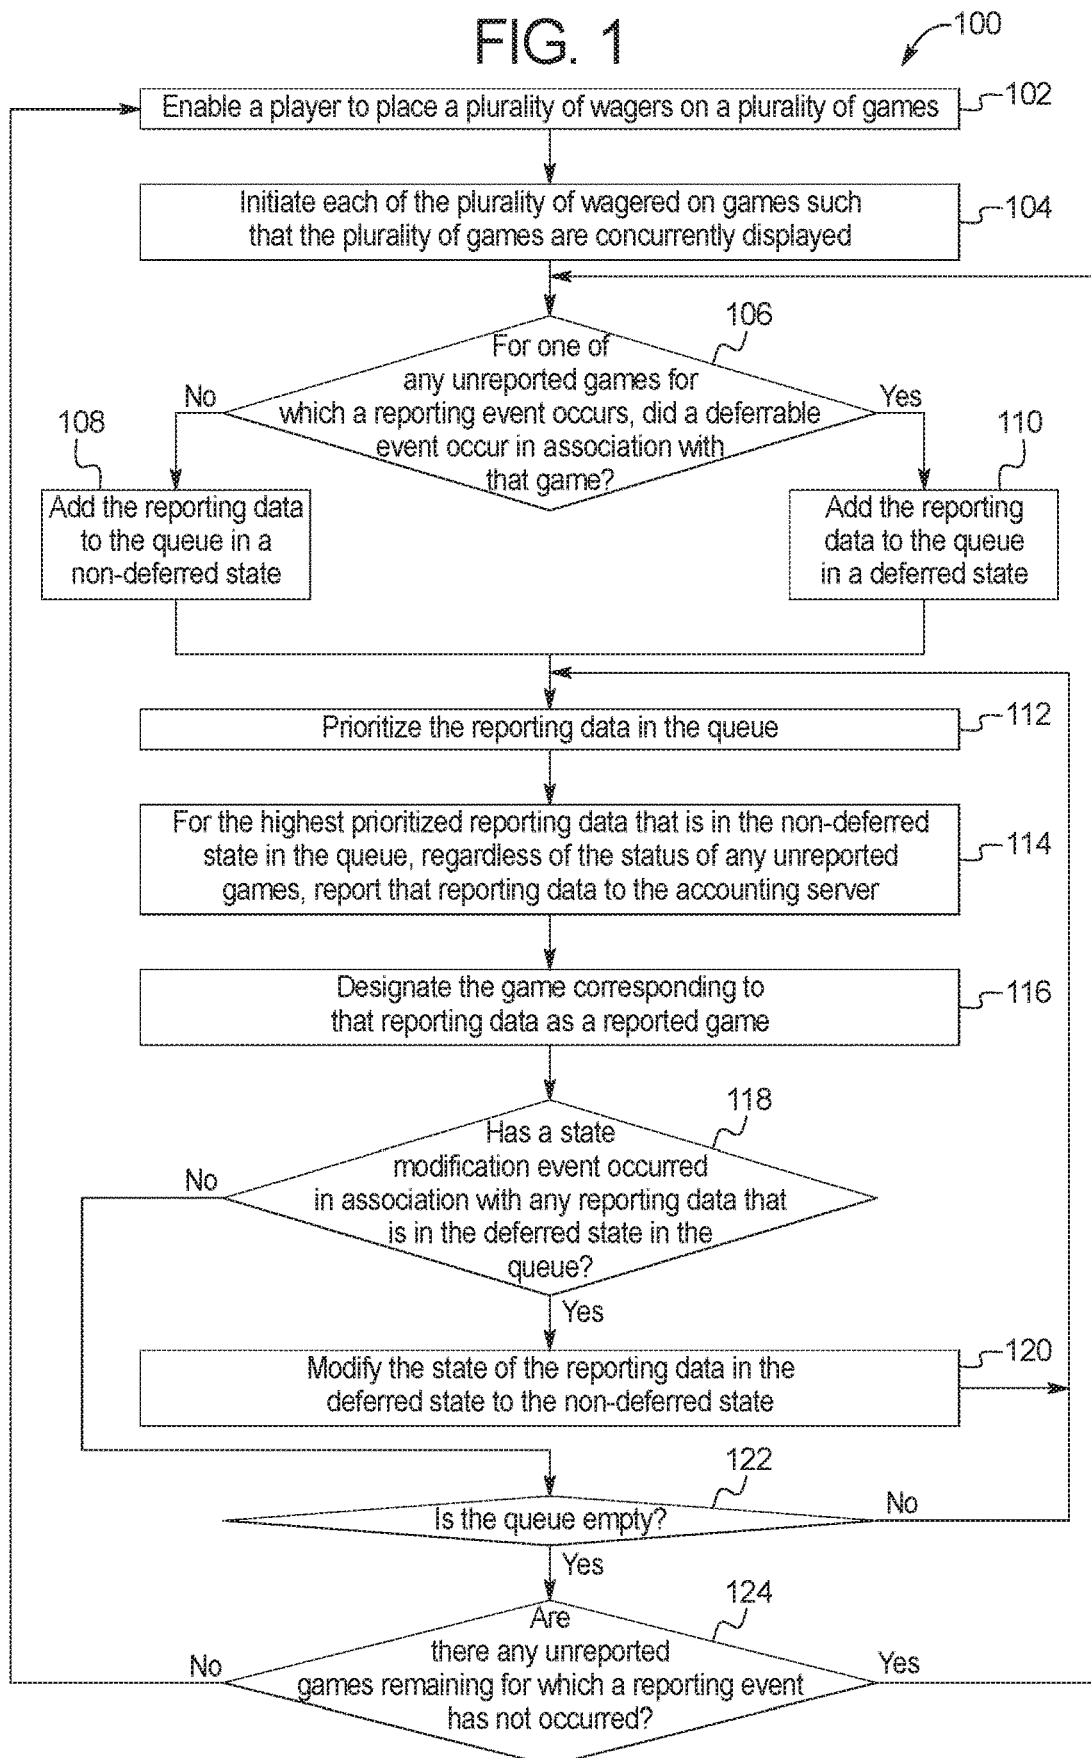 FIG. 1
100
Enable a player to place a plurality of wagers on a plurality of games
102
Initiate each of the plurality of wagered on games such
that the plurality of games are concurrently displayed
104
106
For one of
any unreported games for
which a reporting event occurs, did a deferrable
event occur in association with
that game?
No
Yes
108
110
Add the reporting data
to the queue in a
non-deferred state
Add the reporting
data to the queue
in a deferred state
Prioritize the reporting data in the queue
112
For the highest prioritized reporting data that is in the non-deferred
state in the queue, regardless of the status of any unreported
games, report that reporting data to the accounting server
114
Designate the game corresponding to
that reporting data as a reported game
116
118
Has a state
modification event occurred
in association with any reporting data that
is in the deferred state in the
queue?
No
Yes
Modify the state of the reporting data in the
deferred state to the non-deferred state
120
122
Is the queue empty?
No
Yes
124
Are
there any unreported
games remaining for which a reporting event
has not occurred?
No
Yes